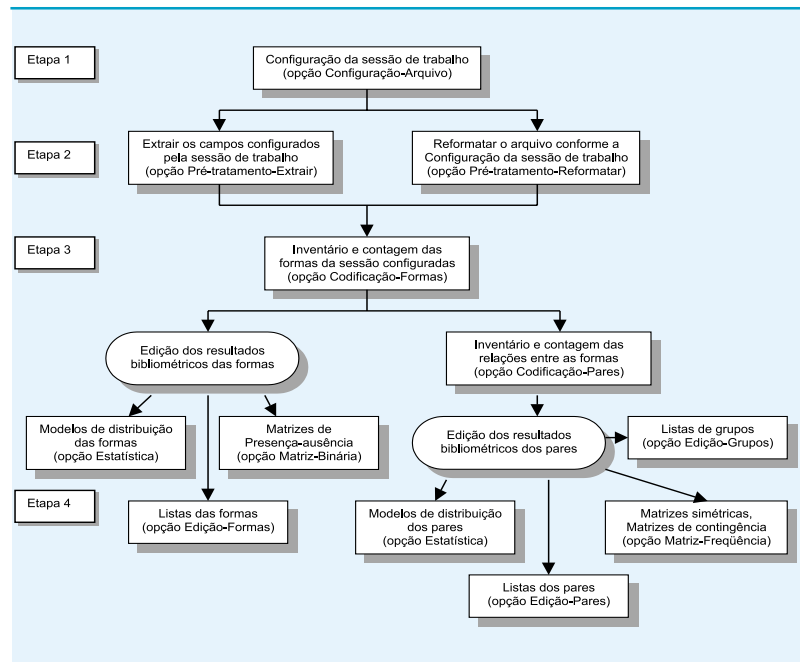 Etapa 1
Configuração da sessão de trabalho
(opção Configuração-Arquivo)
Etapa 2
Extrair os campos configurados
pela sessão de trabalho
(opção Pré-tratamento-Extrair)
Reformatar o arquivo conforme a
Configuração da sessão de trabalho
(opção Pré-tratamento-Reformatar)
Etapa 3
Inventário e contagem das
formas da sessão configuradas
(opção Codificação-Formas)
Edição dos resultados
bibliométricos das formas
Inventário e contagem das
relações entre as formas
(opção Codificação-Pares)
Modelos de distribuição
das formas
(opção Estatística)
Matrizes de
Presença-ausência
(opção Matriz-Binária)
Edição dos resultados
bibliométricos dos pares
Listas de grupos
(opção Edição-Grupos)
Etapa 4
Listas das formas
(opção Edição-Formas)
Modelos de distribuição
dos pares
(opção Estatística)
Matrizes simétricas,
Matrizes de contingência
(opção Matriz-Freqüência)
Listas dos pares
(opção Edição-Pares)